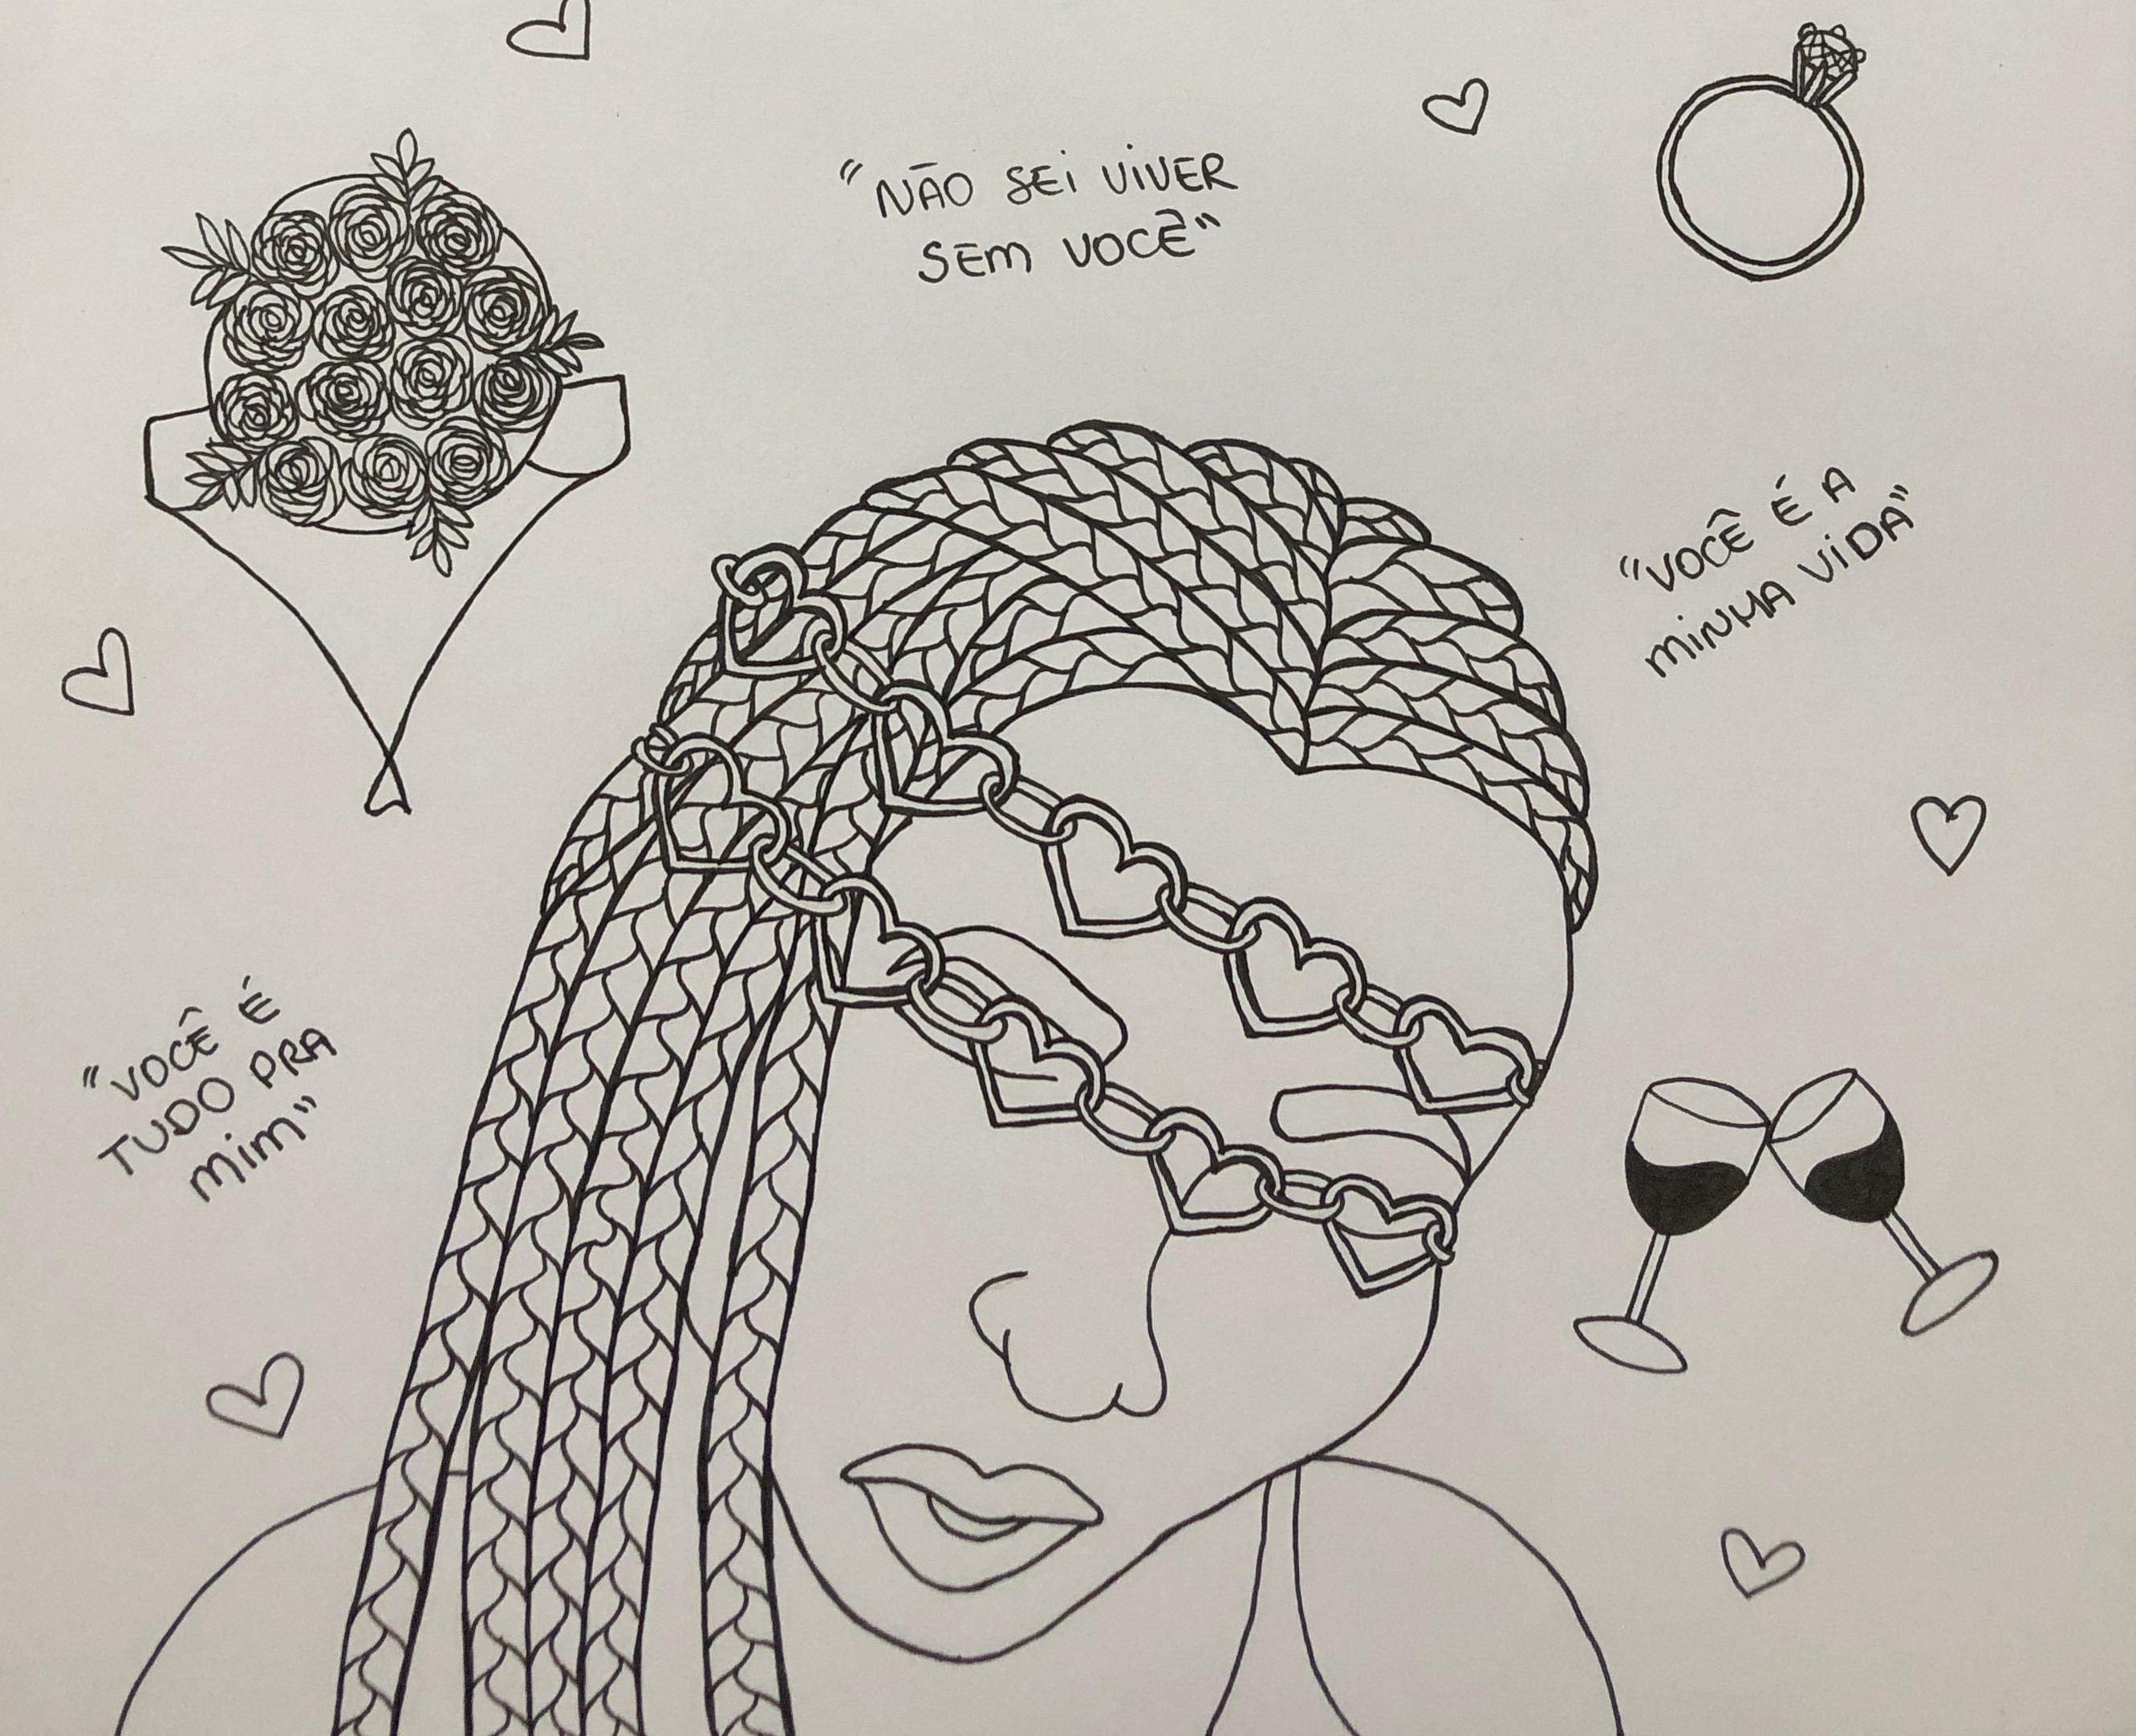 "NÃO SEI VIVER
SEM VOCÊ"
"VOCÊ É A
MINHA VIDA"
"VOCÊ É
TUDO PRA
MIM"